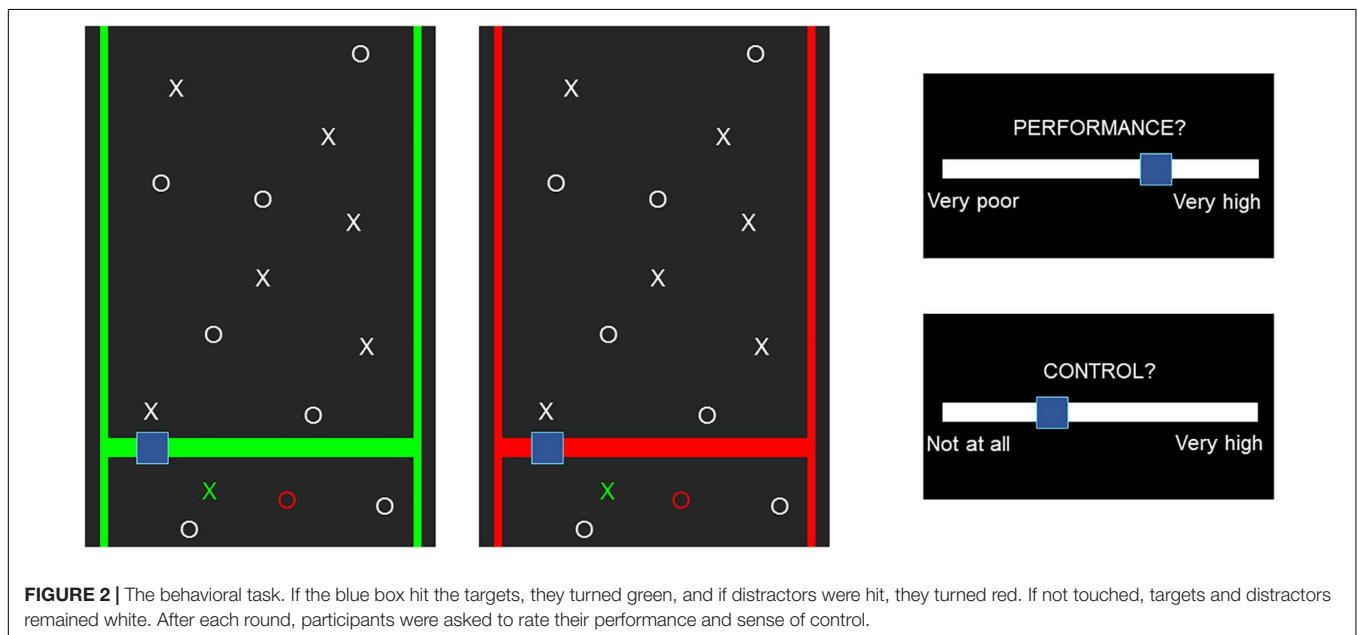 X O
X
O O
X
X
O
X
X O
X O O
O
X O
X
O O
X
X
O
X
X O
X O O
O
PERFORMANCE?
Very poor Very high
CONTROL?
Not at all Very high
FIGURE 2 | The behavioral task. If the blue box hit the targets, they turned green, and if distractors were hit, they turned red. If not touched, targets and distractors
remained white. After each round, participants were asked to rate their performance and sense of control.